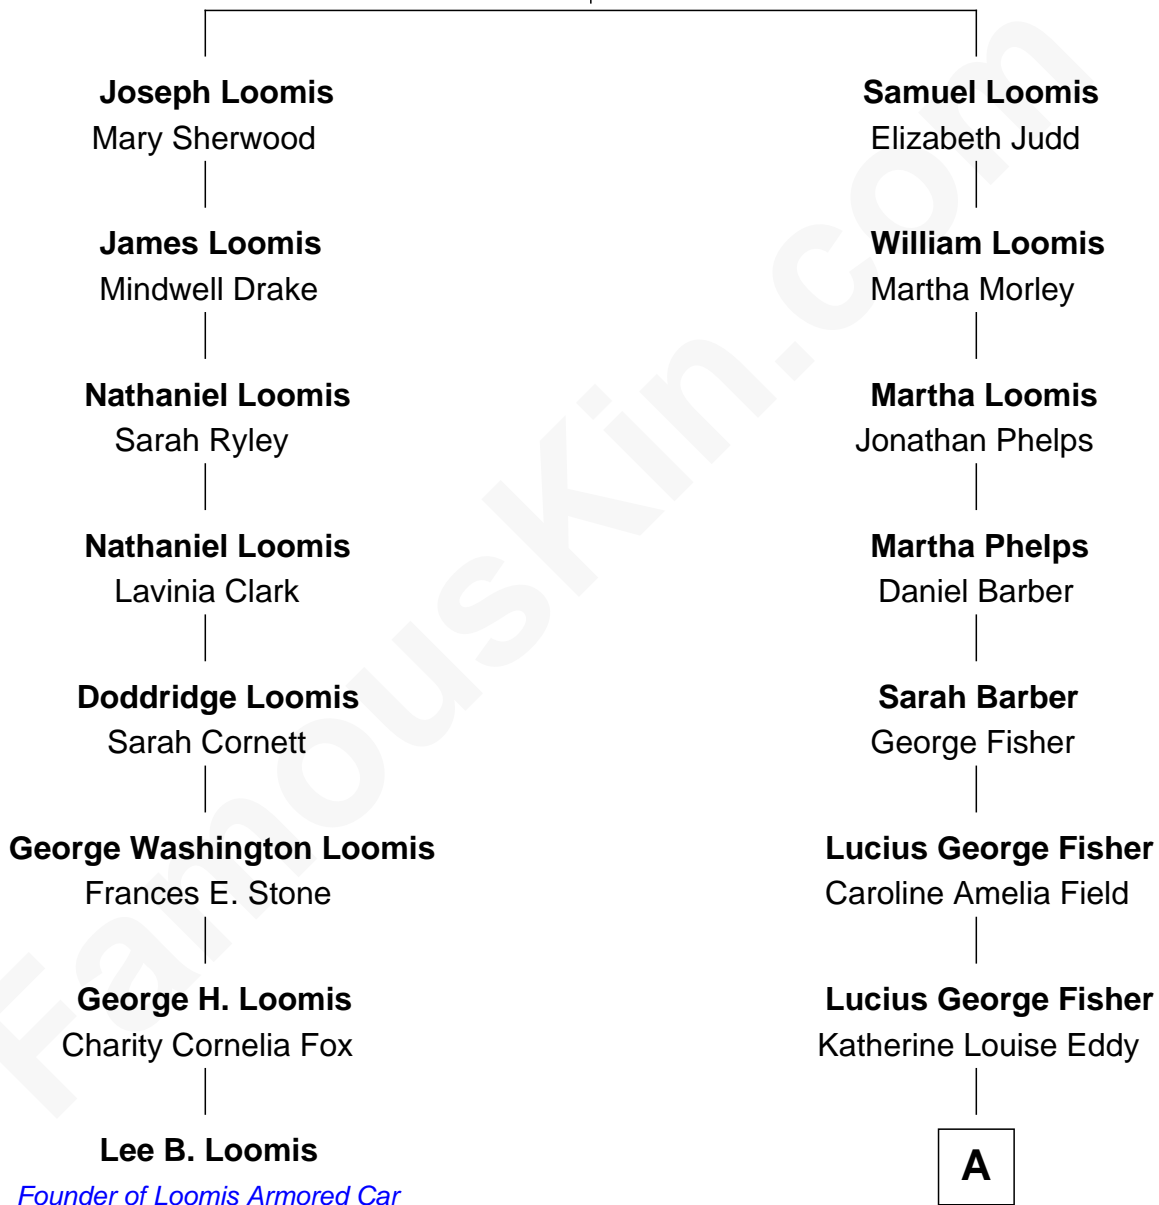 Joseph Loomis
Mary Sherwood
James Loomis
Mindwell Drake
Nathaniel Loomis
Sarah Ryley
Nathaniel Loomis
Lavinia Clark
Doddridge Loomis
Sarah Cornett
George Washington Loomis
Frances E. Stone
George H. Loomis
Charity Cornelia Fox
Lee B. Loomis
Founder of Loomis Armored Car
Samuel Loomis
Elizabeth Judd
William Loomis
Martha Morley
Martha Loomis
Jonathan Phelps
Martha Phelps
Daniel Barber
Sarah Barber
George Fisher
Lucius George Fisher
Caroline Amelia Field
Lucius George Fisher
Katherine Louise Eddy
A
FamousKin.com